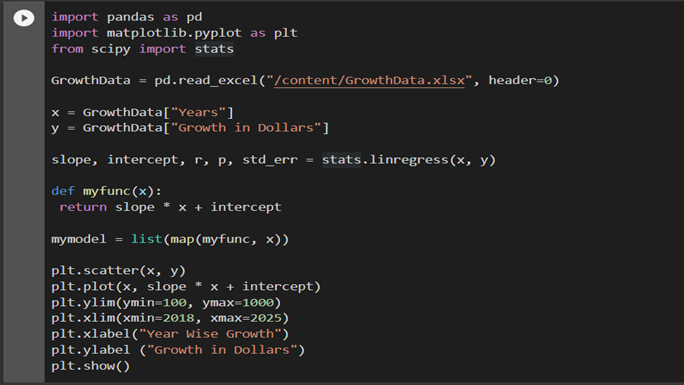 import pandas as pd
import matplotlib.pyplot as plt
from scipy import stats
GrowthData = pd.read_excel("/content/GrowthData.xlsx", header=0)
x = GrowthData["Years"]
y = GrowthData["Growth in Dollars"]
slope, intercept, r, p, std_err = stats.linregress(x, y)
def myfunc(x):
 return slope * x + intercept
mymodel = list(map(myfunc, x))
plt.scatter(x, y)
plt.plot(x, slope * x + intercept)
plt.ylim(ymin=100, ymax=1000)
plt.xlim(xmin=2018, xmax=2025)
plt.xlabel("Year Wise Growth")
plt.ylabel ("Growth in Dollars")
plt.show()